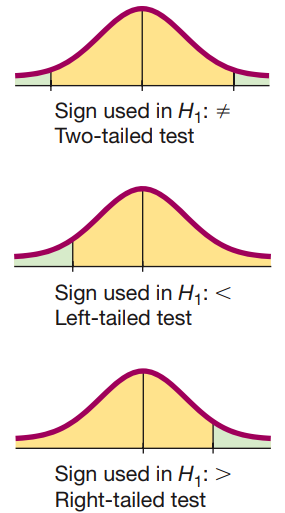 Sign used in H₁: ≠
Two-tailed test
Sign used in H₁: <
Left-tailed test
Sign used in H₁: >
Right-tailed test